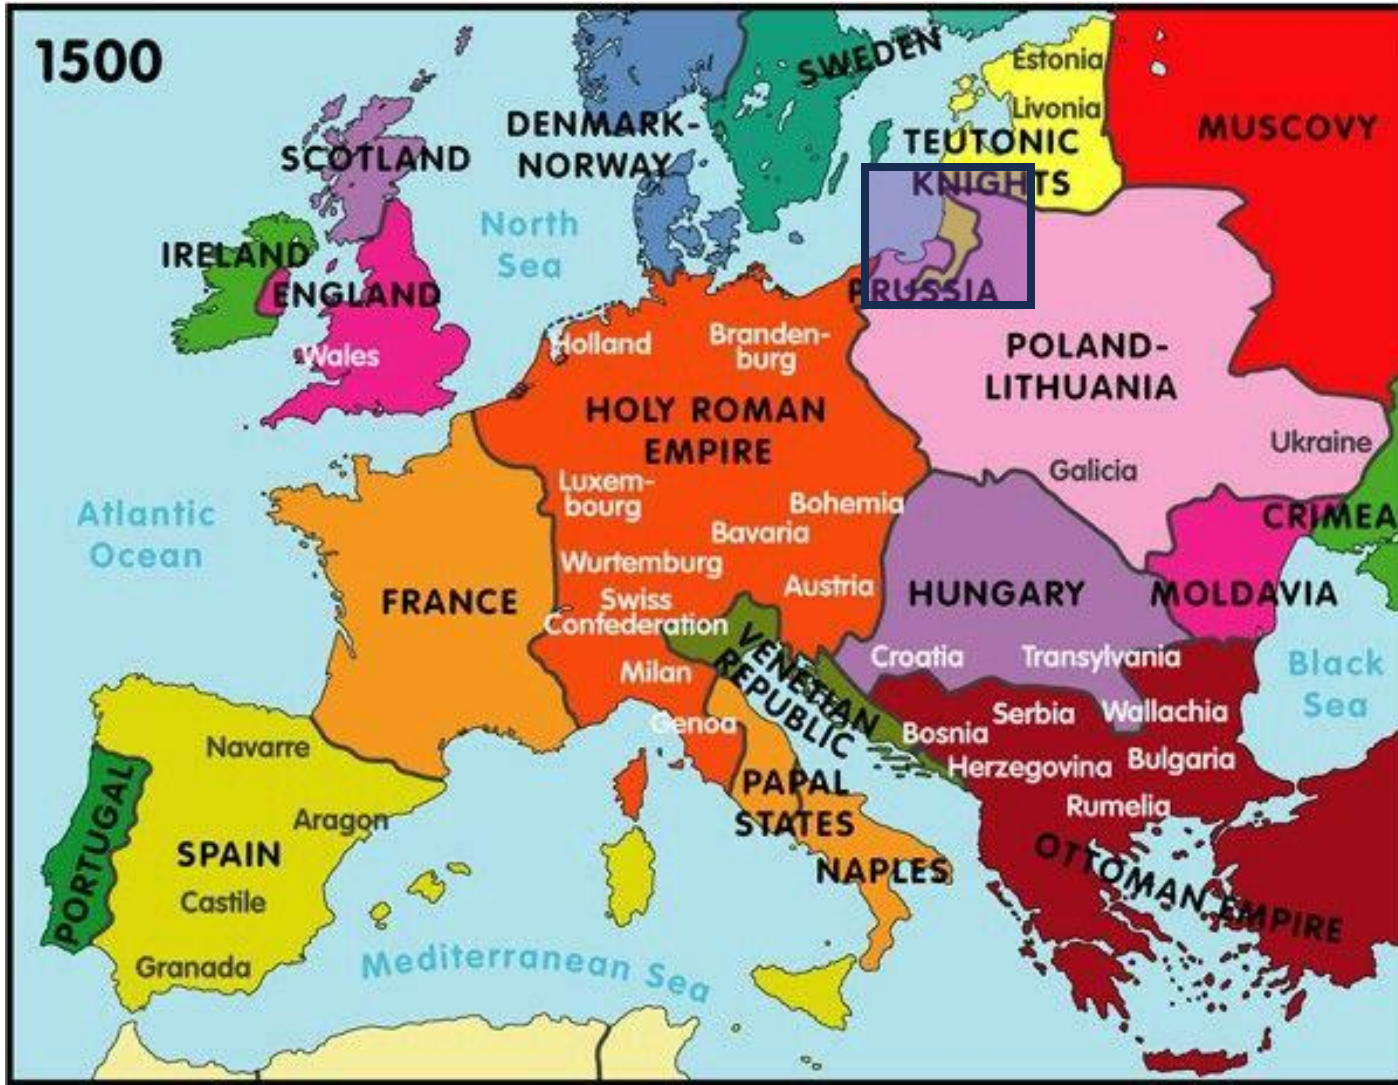 1500
SWEDEN
Estonia
Livonia
MUSCOVY
DENMARK-
NORWAY
TEUTONIC
KNIGHTS
SCOTLAND
North
Sea
IRELAND
ENGLAND
Wales
PRUSSIA
Holland
Branden-
burg
POLAND-
LITHUANIA
HOLY ROMAN
EMPIRE
Ukraine
Galicia
Luxem-
bourg
Bohemia
Bavaria
Atlantic
Ocean
CRIMEA
Wurtemburg
Austria
FRANCE
Swiss
Confederation
HUNGARY
MOLDAVIA
VENETIAN
REPUBLIC
Croatia
Transylvania
Black
Sea
Milan
Genoa
Serbia
Wallachia
Bosnia
Herzegovina
Bulgaria
Navarre
PAPAL
STATES
Rumelia
PORTUGAL
Aragon
SPAIN
NAPLES
OTTOMAN EMPIRE
Castile
Granada
Mediterranean Sea